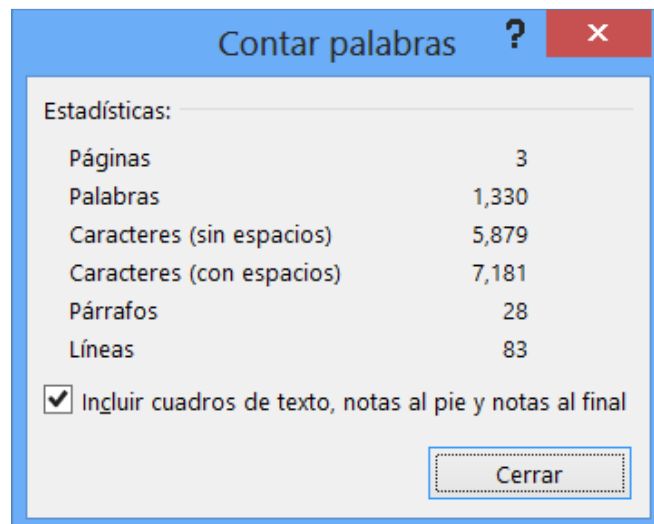 Contar palabras ? ×
Estadísticas:
Páginas 3
Palabras 1,330
Caracteres (sin espacios) 5,879
Caracteres (con espacios) 7,181
Párrafos 28
Líneas 83
Incluir cuadros de texto, notas al pie y notas al final
Cerrar